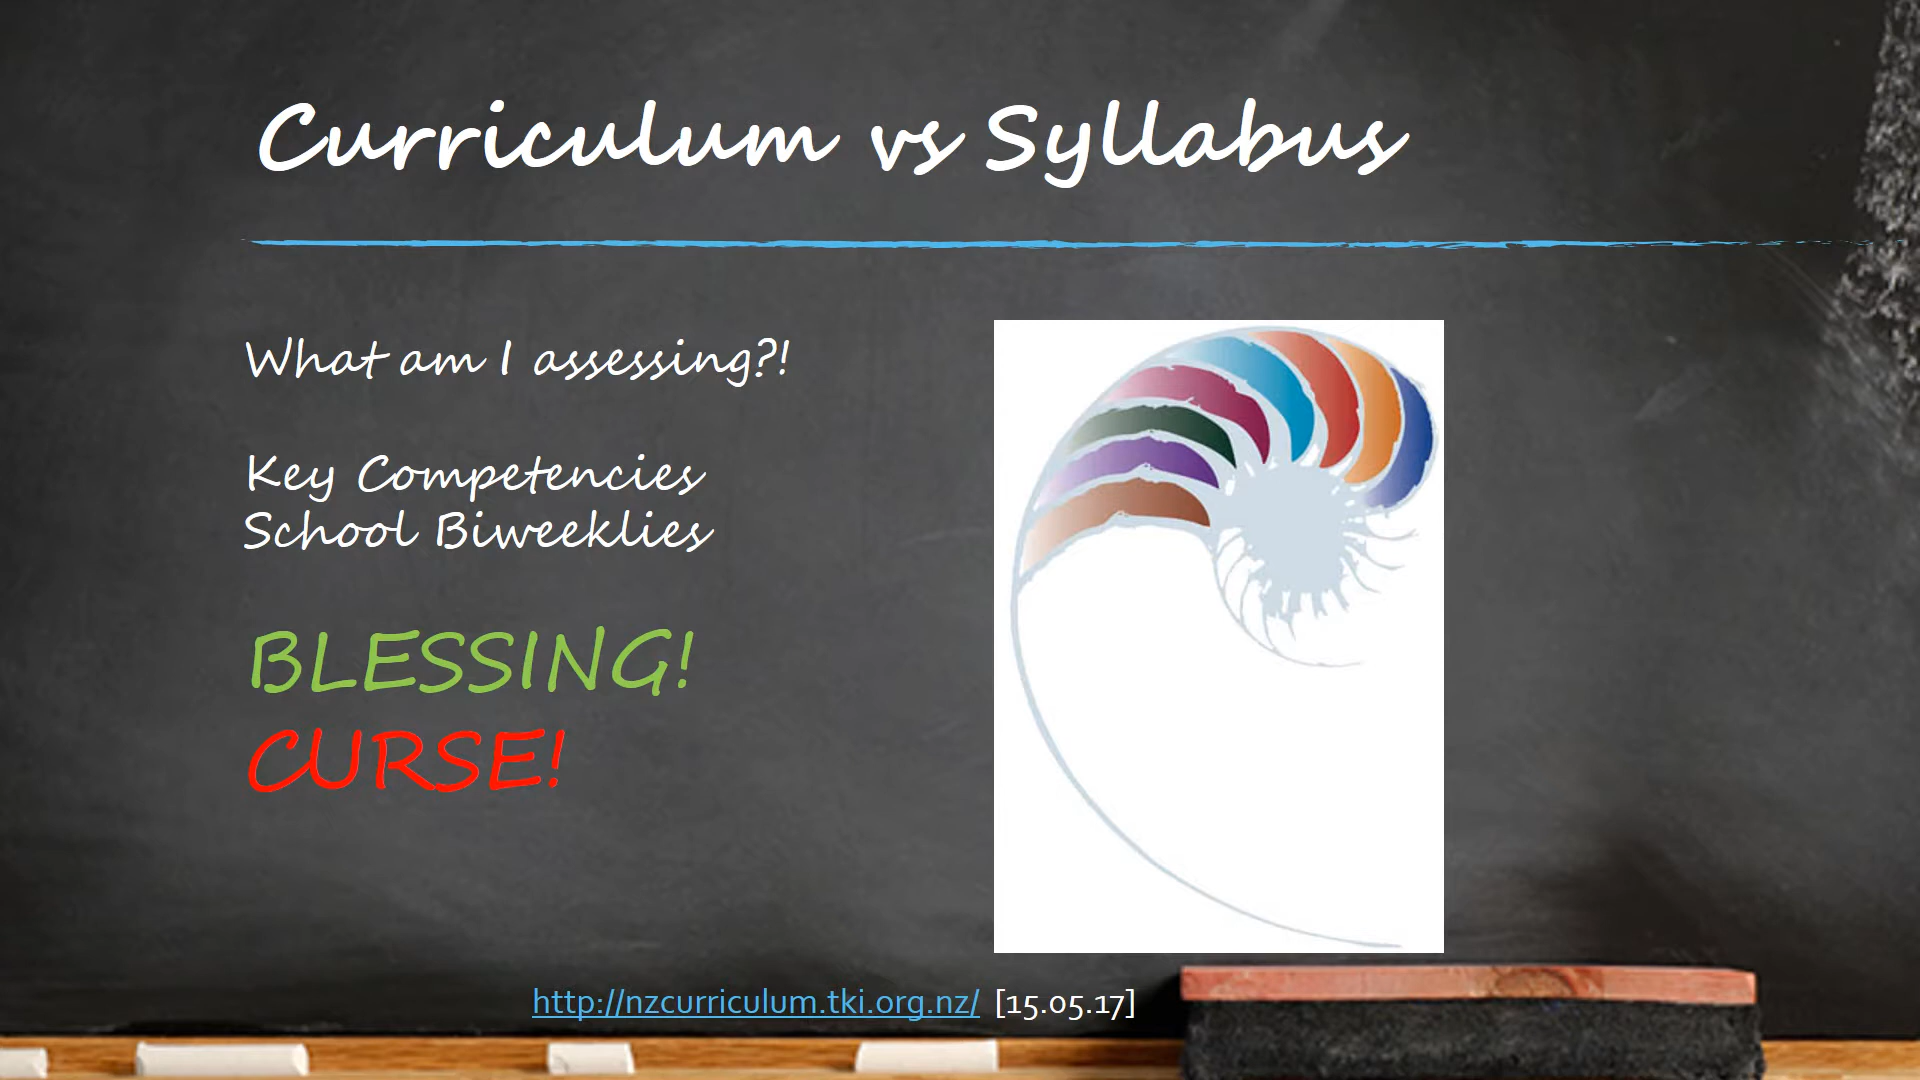 Curriculum vs Syllabus
What am I assessing?!
Key Competencies
School Biweeklies
BLESSING!
CURSE!
http://nzcurriculum.tki.org.nz/ [15.05.17]